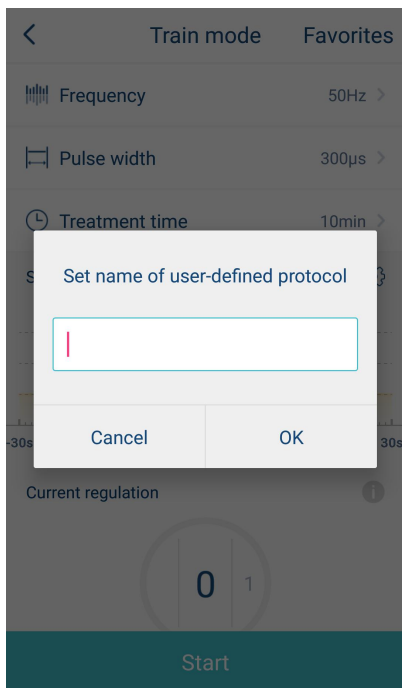 Train mode Favorites
Frequency 50Hz
Pulse width 300μs
Treatment time 10min
S
Set name of user-defined protocol
Cancel OK
-30s 30s
Current regulation i
0 1
Start